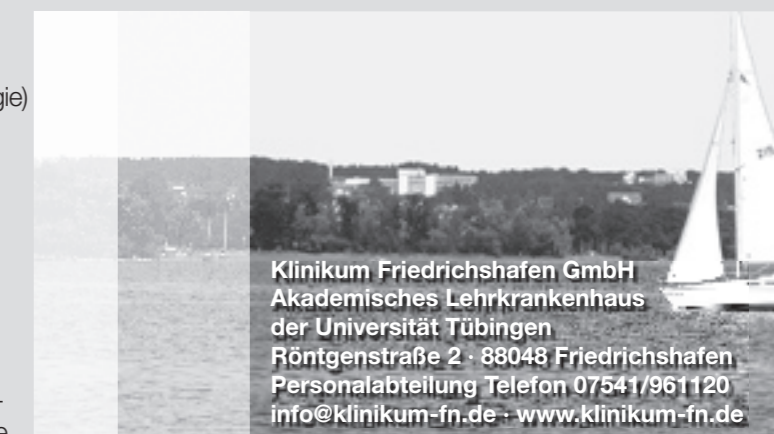 gie)
Klinikum Friedrichshafen GmbH
Akademisches Lehrkrankenhaus
der Universität Tübingen
Röntgenstraße 2 · 88048 Friedrichshafen
Personalabteilung Telefon 07541/961120
info@klinikum-fn.de · www.klinikum-fn.de